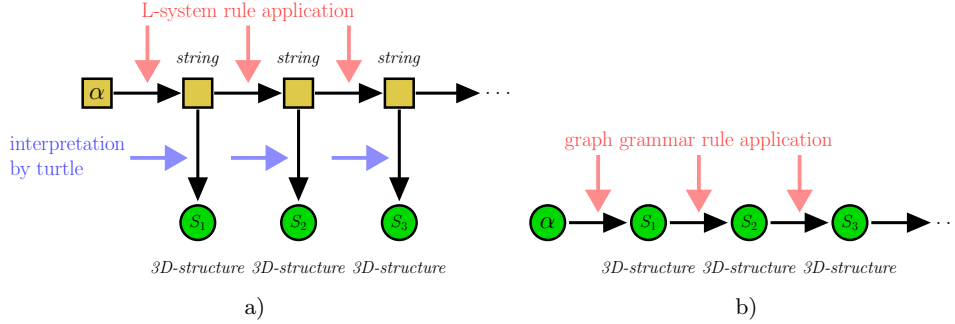 L-system rule application
string string string
α
· · ·
interpretation
by turtle
S1 S2 S3
3D-structure 3D-structure 3D-structure
a)
graph grammar rule application
α S1 S2 S3 · ·
3D-structure 3D-structure 3D-structure
b)